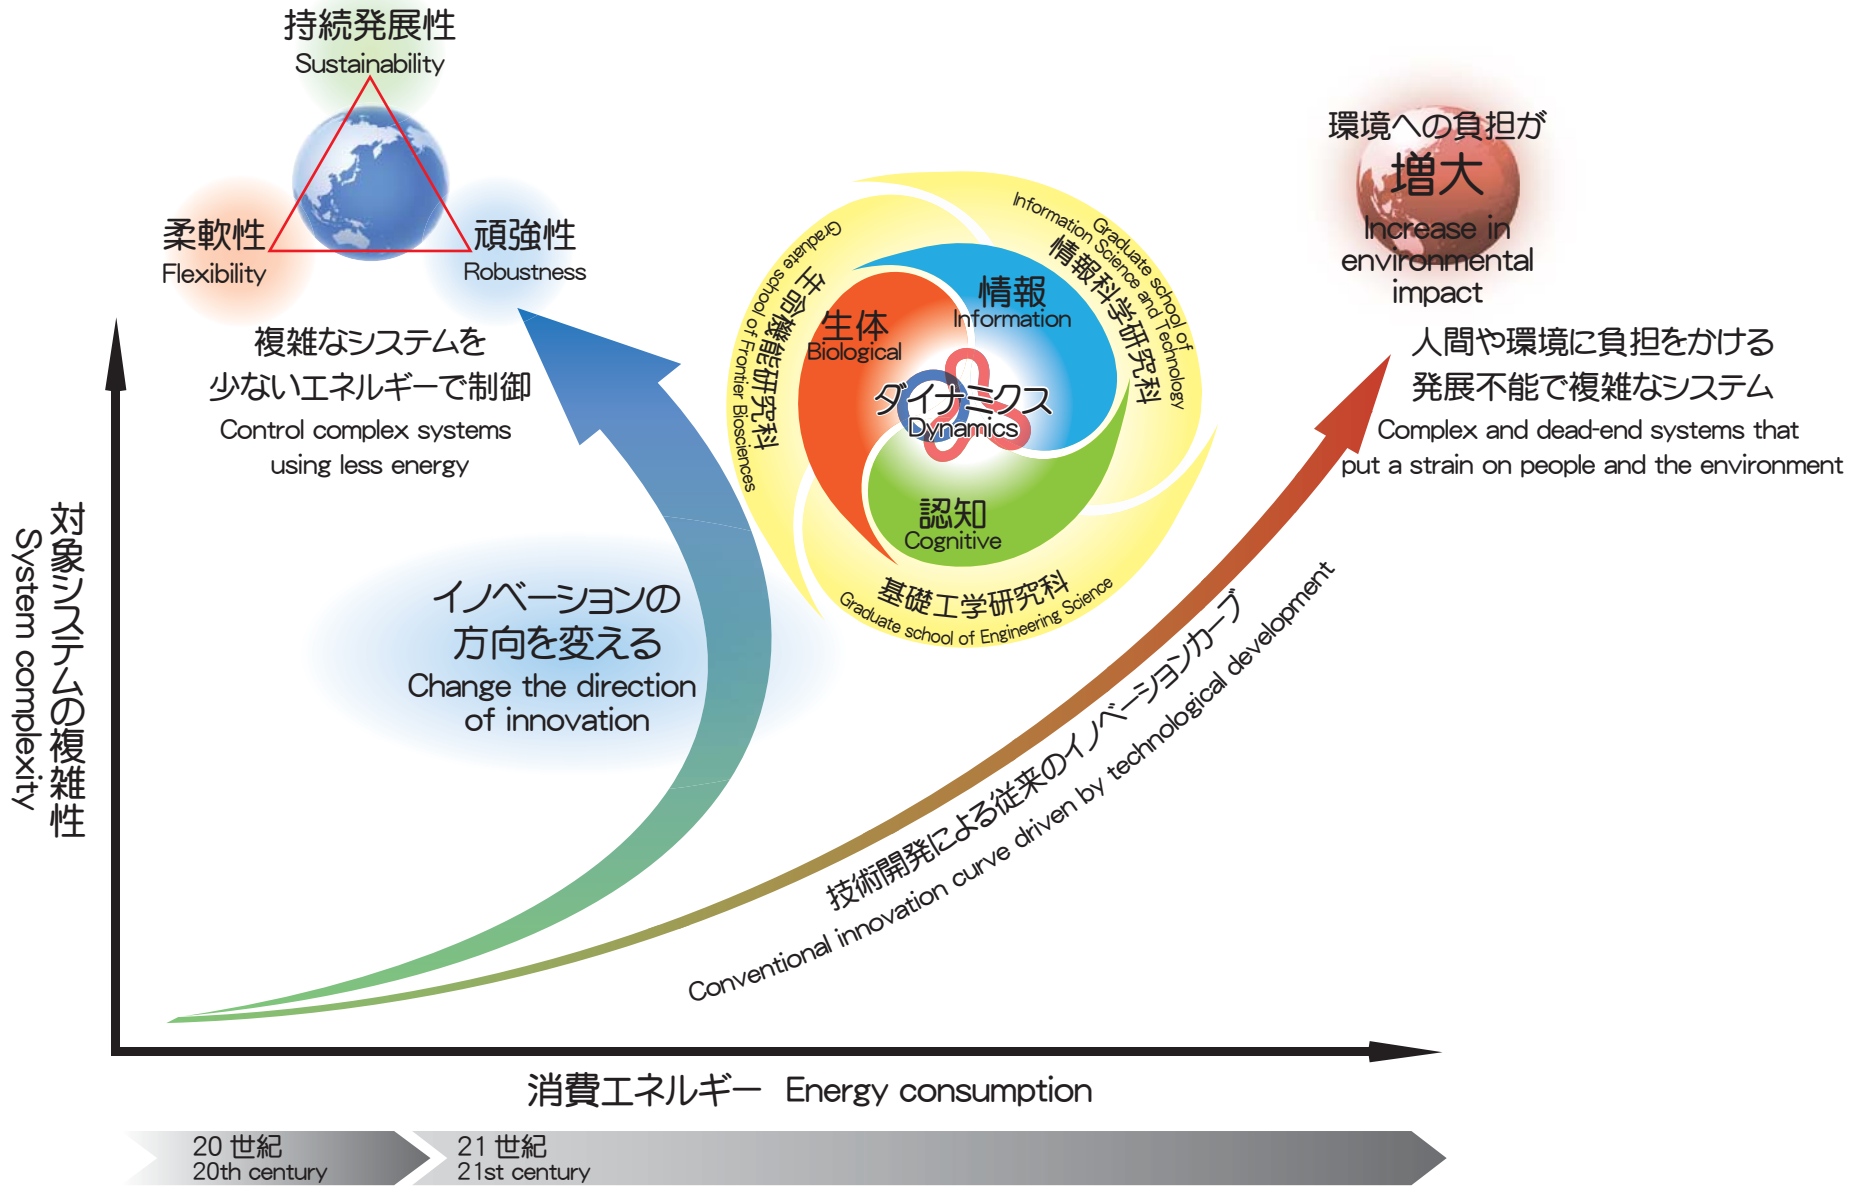 持続発展性
Sustainability
柔軟性
Flexibility
頑強性
Robustness
複雑なシステムを
少ないエネルギーで制御
Control complex systems
using less energy
環境への負担が
増大
Increase in
environmental
impact
人間や環境に負担をかける
発展不能で複雑なシステム
Complex and dead-end systems that
put a strain on people and the environment
Graduate school of Frontier Biosciences
生命機能研究科
Graduate school of
Information Science and Technology
情報科学研究科
情報
Information
生体
Biological
ダイナミクス
Dynamics
認知
Cognitive
基礎工学研究科
Graduate school of Engineering Science
イノベーションの
方向を変える
Change the direction
of innovation
技術開発による従来のイノベーションカーブ
Conventional innovation curve driven by technological development
対象システムの複雑性
System complexity
消費エネルギー Energy consumption
20 世紀
20th century
21 世紀
21st century